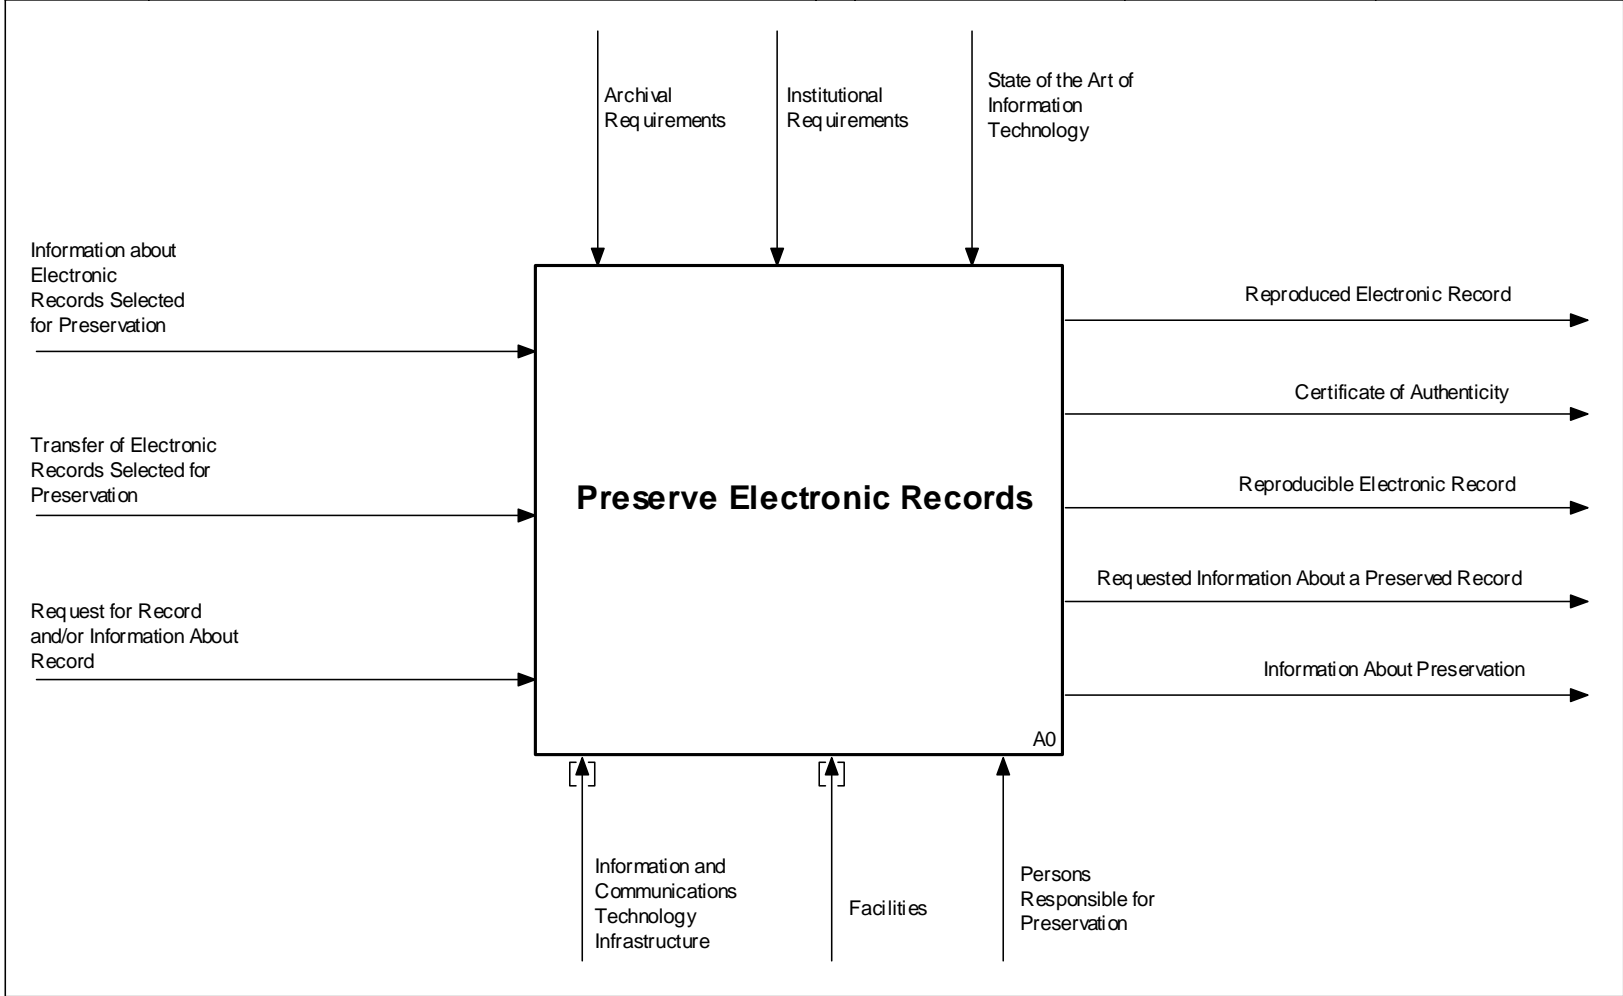 Archival
Requirements
Institutional
Requirements
State of the Art of
Information
Technology
Information about
Electronic
Records Selected
for Preservation
Transfer of Electronic
Records Selected for
Preservation
Request for Record
and/or Information About
Record
Preserve Electronic Records
A0
Reproduced Electronic Record
Certificate of Authenticity
Reproducible Electronic Record
Requested Information About a Preserved Record
Information About Preservation
Information and
Communications
Technology
Infrastructure
Facilities
Persons
Responsible for
Preservation